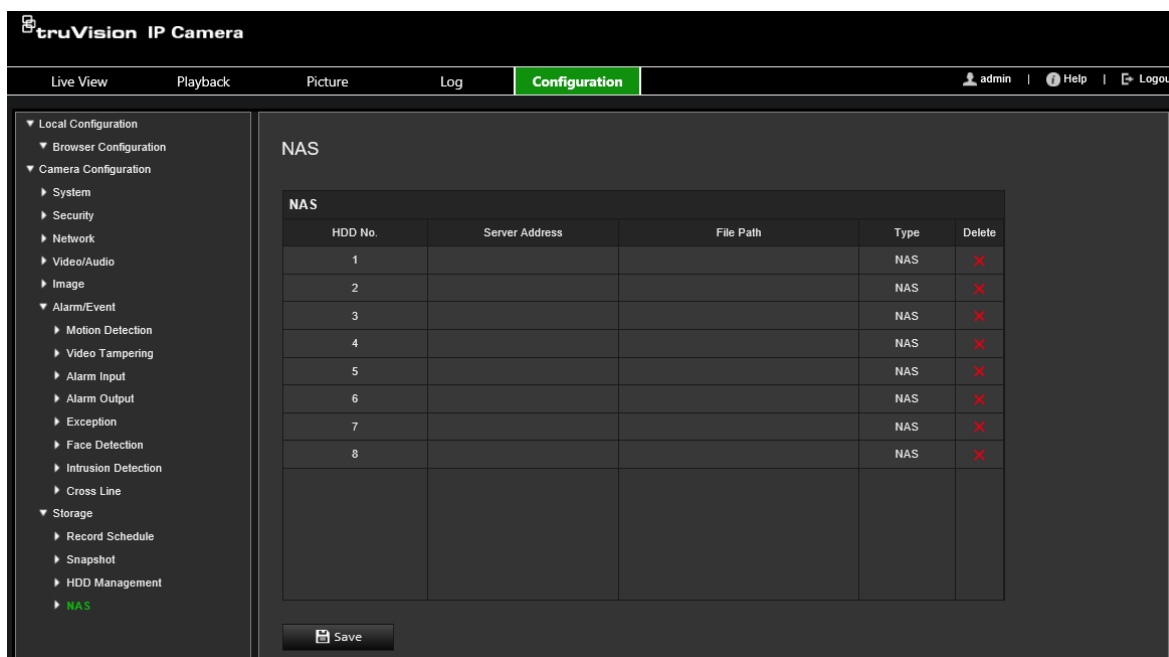 truVision IP Camera
Live View Playback Picture Log Configuration admin | Help | Logou
Local Configuration
Browser Configuration
Camera Configuration
System
Security
Network
Video/Audio
Image
Alarm/Event
Motion Detection
Video Tampering
Alarm Input
Alarm Output
Exception
Face Detection
Intrusion Detection
Cross Line
Storage
Record Schedule
Snapshot
HDD Management
NAS
NAS
NAS
HDD No. Server Address File Path Type Delete
1 NAS
2 NAS
3 NAS
4 NAS
5 NAS
6 NAS
7 NAS
8 NAS
Save